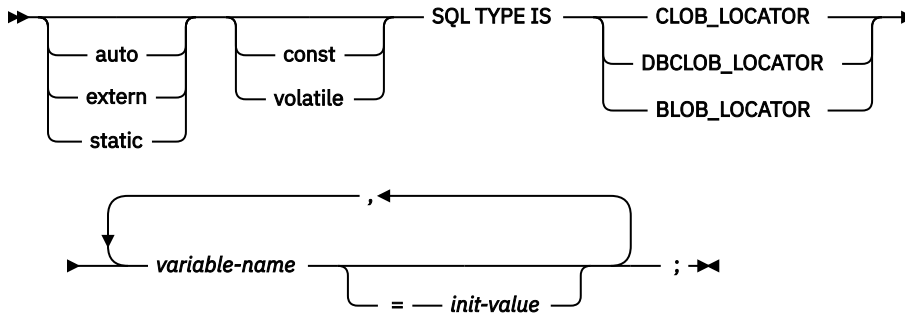 SQL TYPE IS CLOB_LOCATOR
auto const DBCLOB_LOCATOR
extern volatile BLOB_LOCATOR
static
,
variable-name ;
= init-value